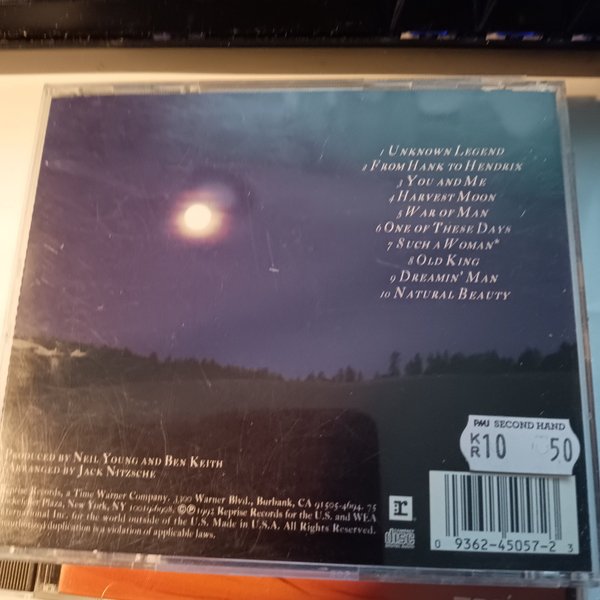 1 UNKNOWN LEGEND
2 FROM HANK TO HENDRIX
3 YOU AND ME
4 HARVEST MOON
5 WAR OF MAN
6 ONE OF THESE DAYS
7 SUCH A WOMAN*
8 OLD KING
9 DREAMIN' MAN
10 NATURAL BEAUTY
PRODUCED BY NEIL YOUNG AND BEN KEITH
ARRANGED BY JACK NITZSCHE
Reprise Records, a Time Warner Company. 3300 Warner Blvd., Burbank, CA 91505-4694. 75
Plaza, New York, NY ©℗1992 Reprise Records for the U.S. and WEA
International Inc. for the world outside of the U.S. Made in U.S.A. All Rights Reserved.
Unauthorized duplication is a violation of applicable laws.
PMU SECOND HAND
KR 10 50
r
COMPACT
disc
DIGITAL AUDIO
0 9362-45057-2 3